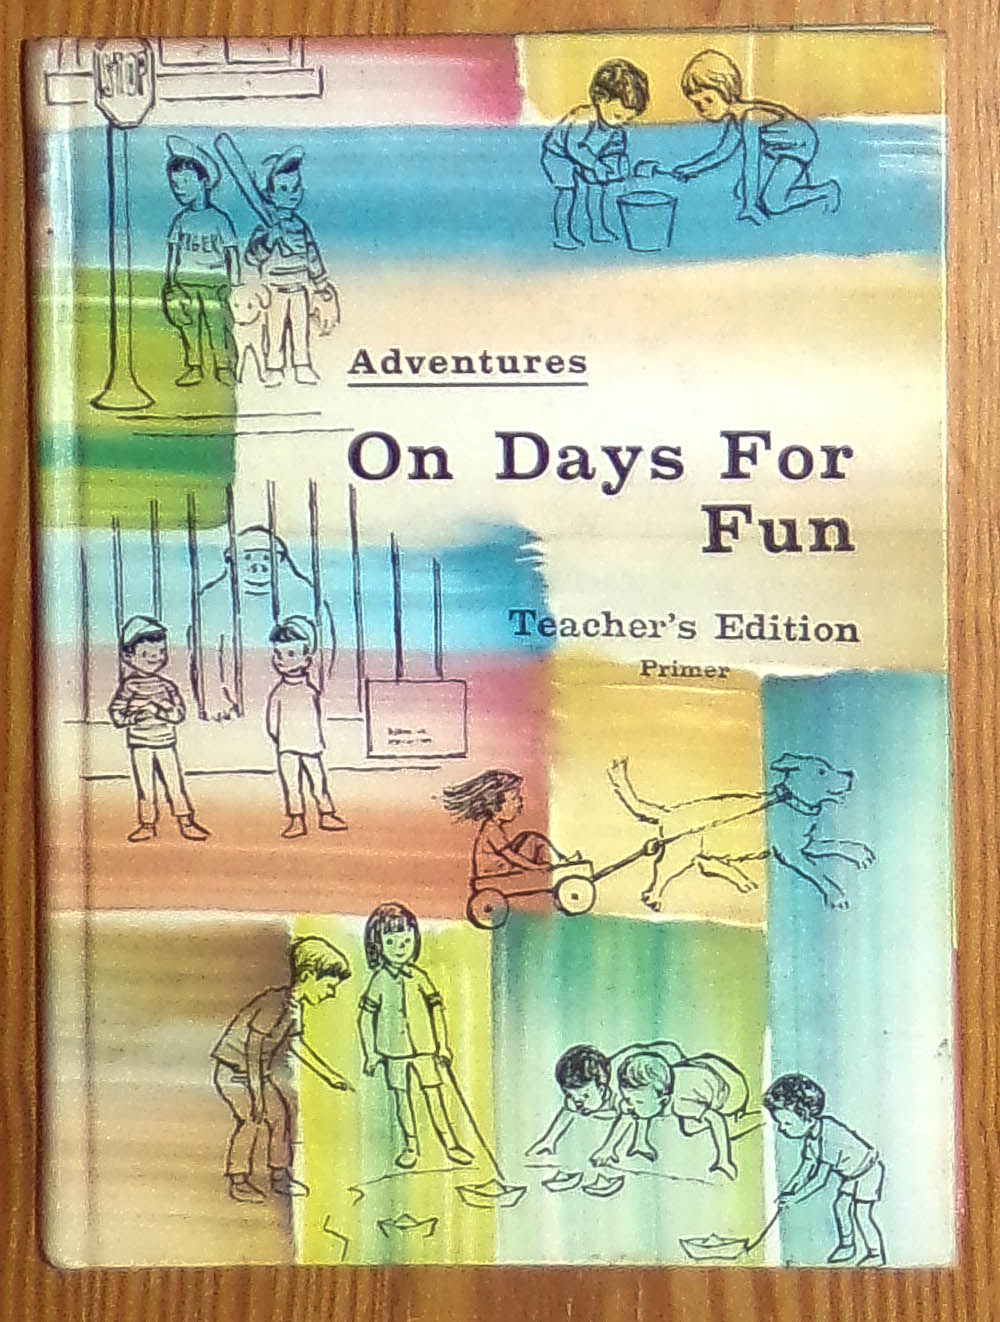 STOP
TIGER
Adventures
On Days For
Fun
Teacher's Edition
Primer